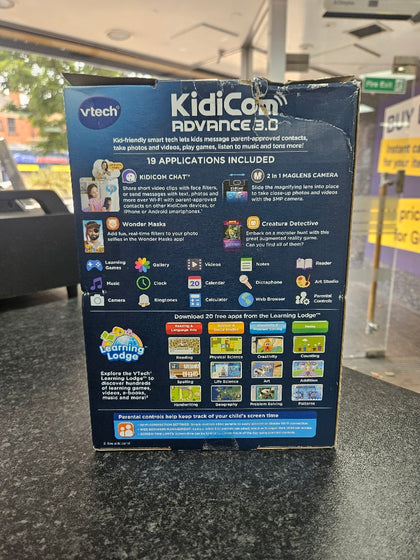 Fire Exit
BUY
vtech
KidiCom
ADVANCE 3.0
Kid-friendly smart tech lets kids message parent-approved contacts,
take photos and videos, play games, listen to music and tons more!
19 APPLICATIONS INCLUDED
KIDICOM CHAT™
Share short video clips with face filters,
or send messages with text, photos and
more over Wi-Fi with parent-approved
contacts on other KidiCom devices, or
iPhone or Android smartphones.*
2 in 1 MAGLENS CAMERA
Slide the magnifying lens into place
to take close-up photos and videos
with the 5MP camera.
Wonder Masks
Add fun, real-time filters to your photo
selfies in the Wonder Masks app!
Creature Detective
Embark on a monster hunt with this
great augmented reality game.
Can you find all of them?
Learning Games
Gallery
Videos
Notes
Reader
Music
Clock
Calendar
Dictaphone
Art Studio
Camera
Ringtones
Calculator
Web Browser
Parental Controls
Download 20 free apps from the Learning Lodge™
Learning
Lodge
Explore the VTech
Learning Lodge™ to
discover hundreds
of learning games,
videos, e-books,
music and more!
Reading
Physical Science
Creativity
Counting
Spelling
Life Science
Art
Addition
Handwriting
Geography
Problem Solving
Patterns
Parental controls help keep track of your child's screen time